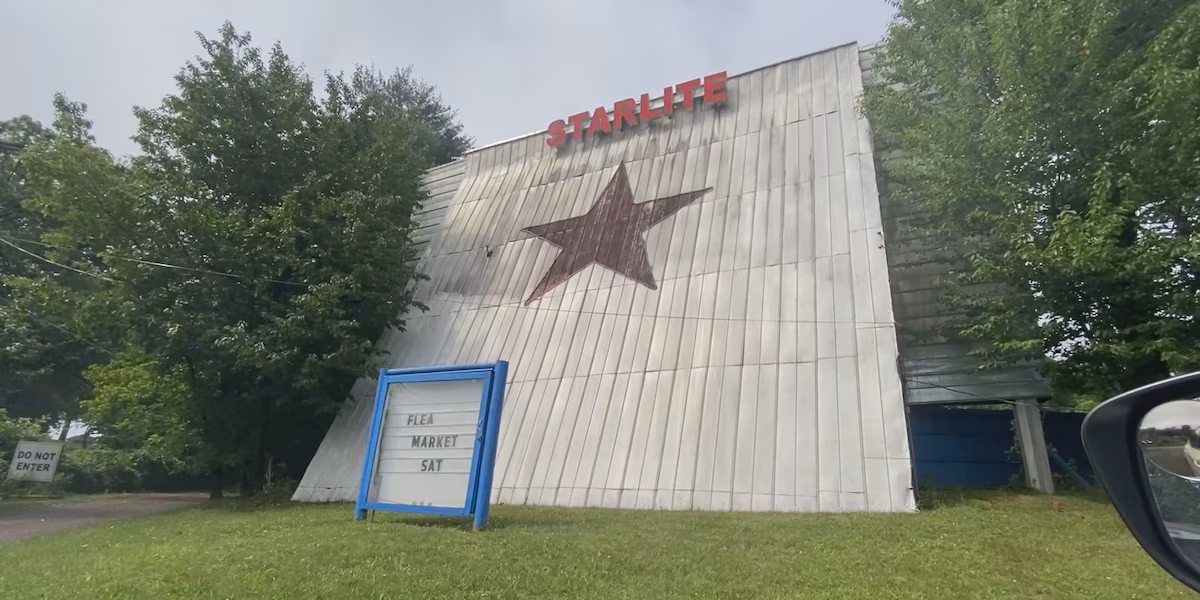 STARLITE
FLEA
MARKET
SAT
DO NOT
ENTER